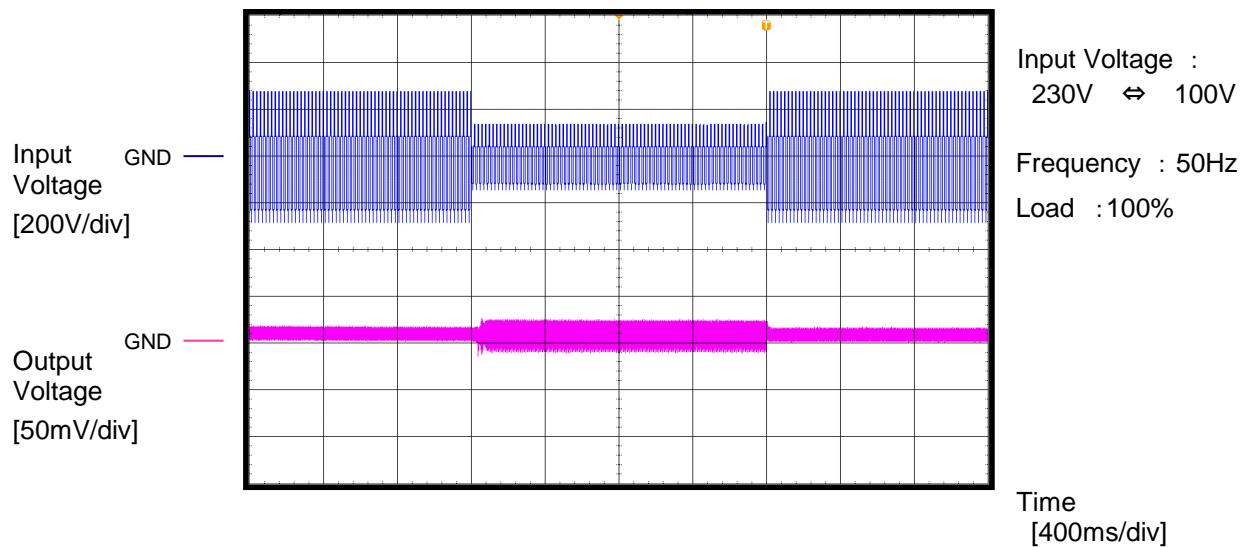 Input
Voltage
[200V/div]
GND
Output
Voltage
[50mV/div]
GND
T
Input Voltage :
230V ⇔ 100V
Frequency : 50Hz
Load :100%
Time
[400ms/div]